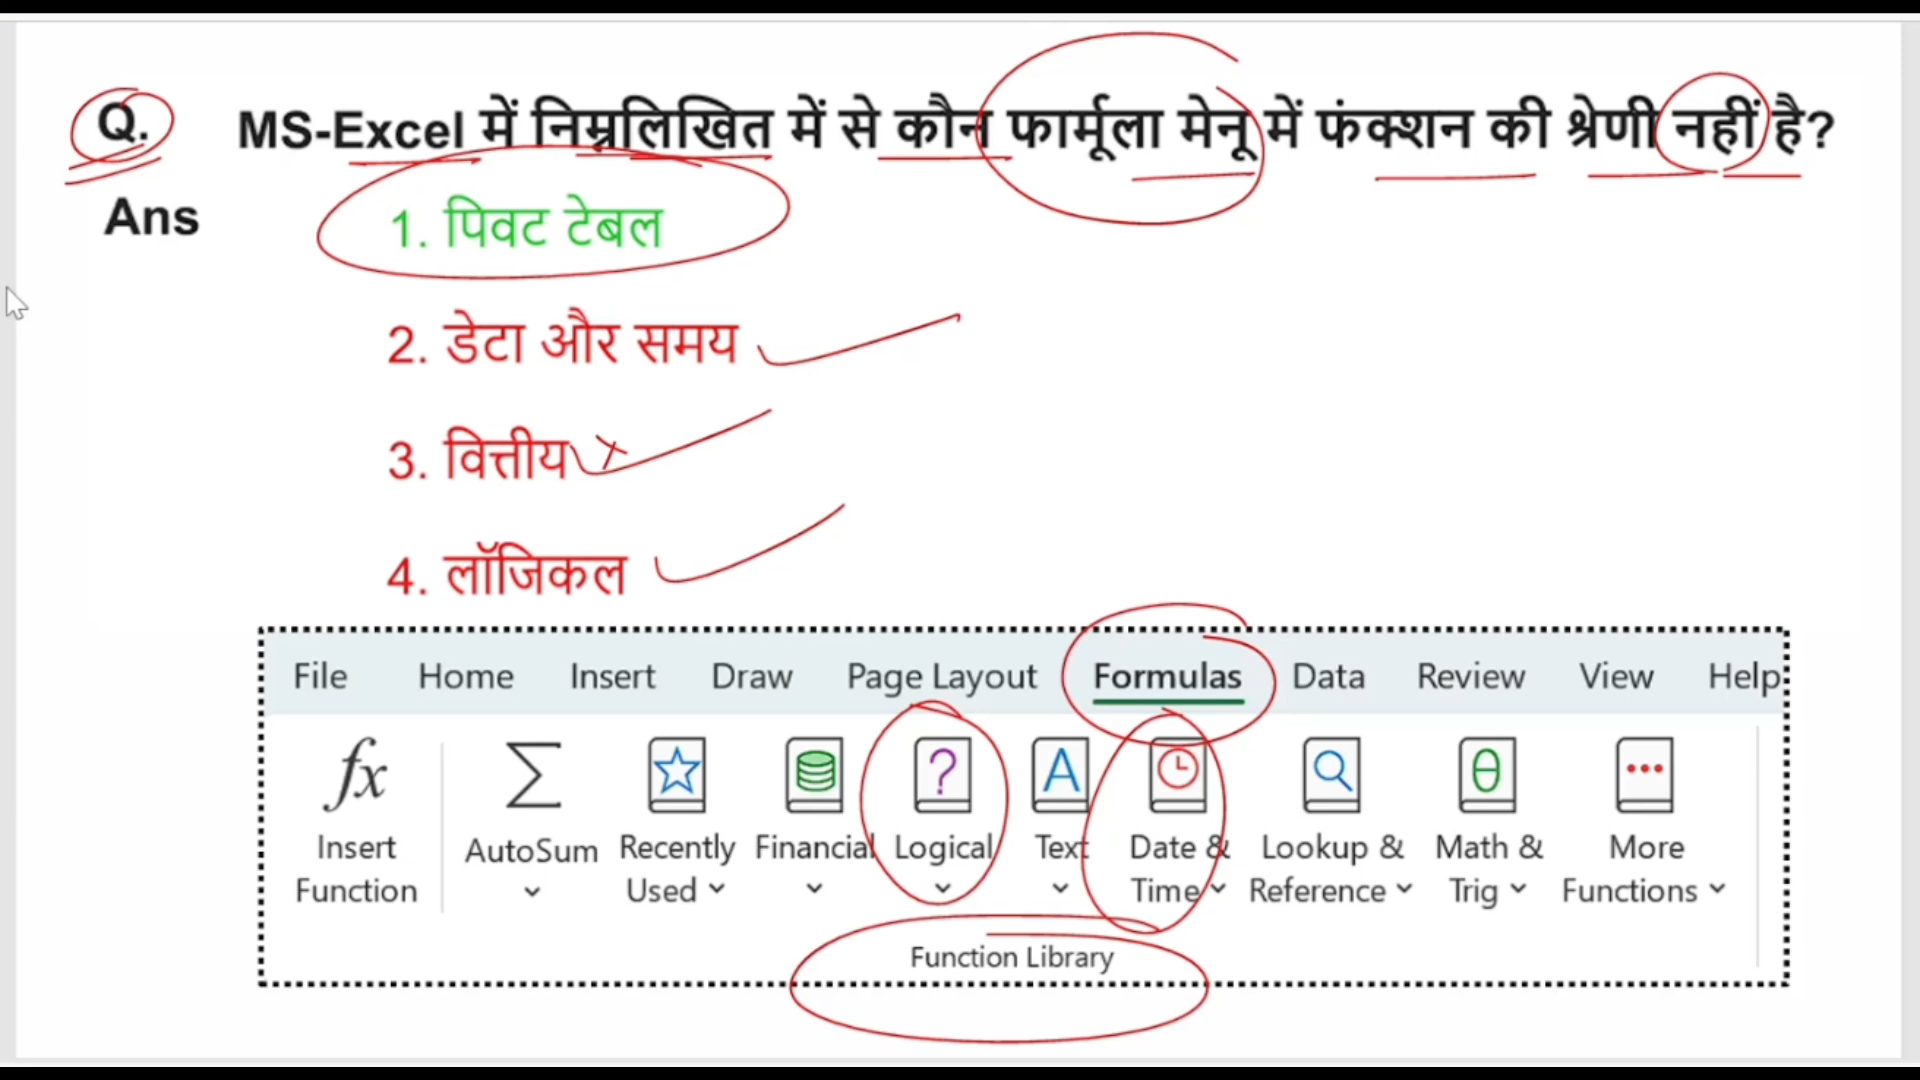 Q. MS-Excel में निम्नलिखित में से कौन फार्मूला मेनू में फंक्शन की श्रेणी नहीं है?
Ans
1. पिवट टेबल
2. डेटा और समय
3. वित्तीय
4. लॉजिकल
File Home Insert Draw Page Layout Formulas Data Review View Help
fx Σ ? A θ
Insert AutoSum Recently Financial Logical Text Date & Lookup & Math & More
Function Used Time Reference Trig Functions
Function Library